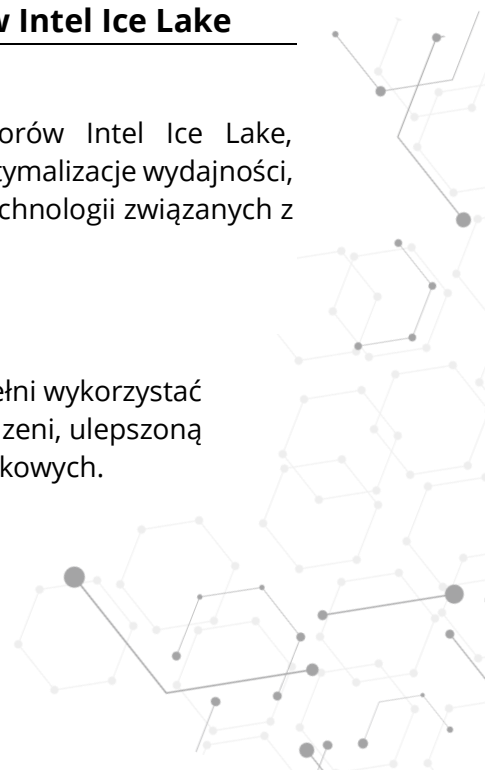 w Intel Ice Lake
orów Intel Ice Lake,
tymalizacje wydajności,
chnologii związanych z
ełni wykorzystać
zeni, ulepszoną
kowych.